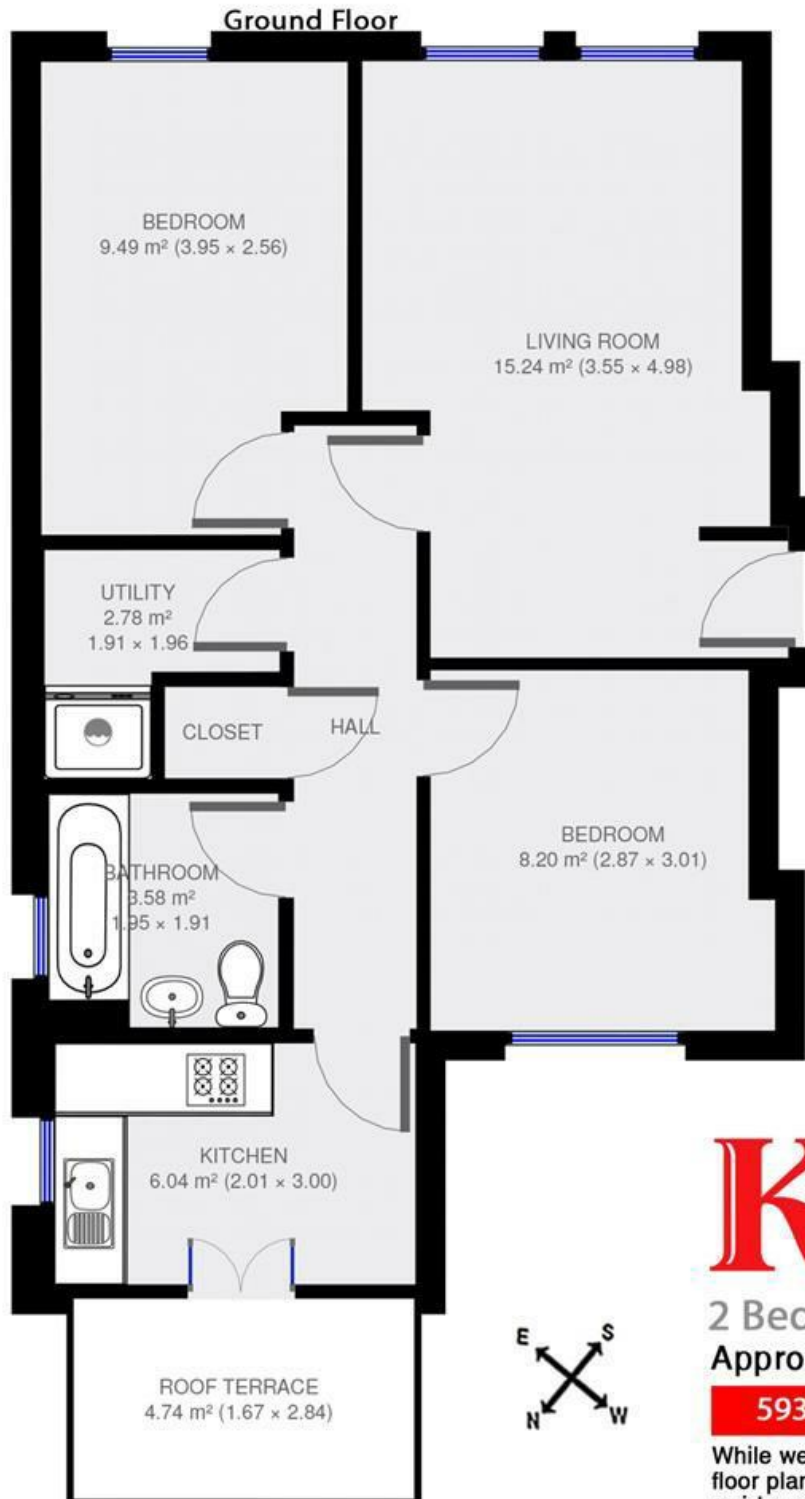 Ground Floor
BEDROOM
9.49 m² (3.95 × 2.56)
LIVING ROOM
15.24 m² (3.55 × 4.98)
UTILITY
2.78 m²
1.91 × 1.96
CLOSET
HALL
BATHROOM
3.58 m²
1.95 × 1.91
BEDROOM
8.20 m² (2.87 × 3.01)
KITCHEN
6.04 m² (2.01 × 3.00)
ROOF TERRACE
4.74 m² (1.67 × 2.84)
E S
N W
K
2 Bed
Appro
593
While we
floor plan